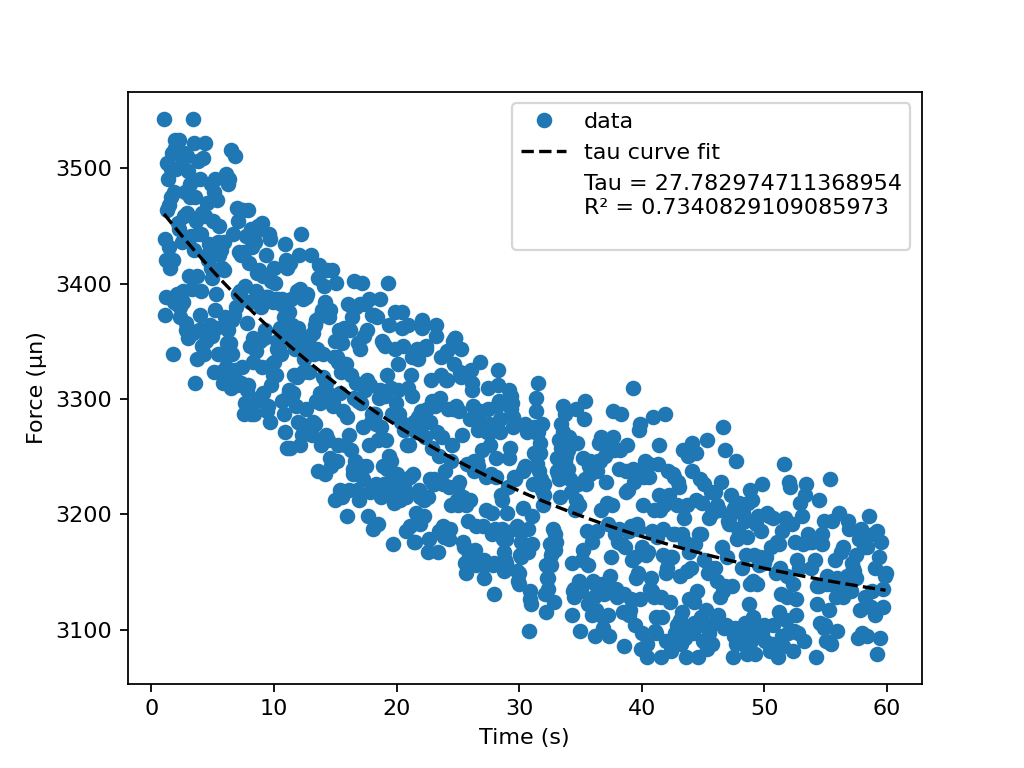 data
tau curve fit
Tau = 27.782974711368954
R² = 0.7340829109085973
3500
3400
3300
3200
3100
Force (μn)
0 10 20 30 40 50 60
Time (s)